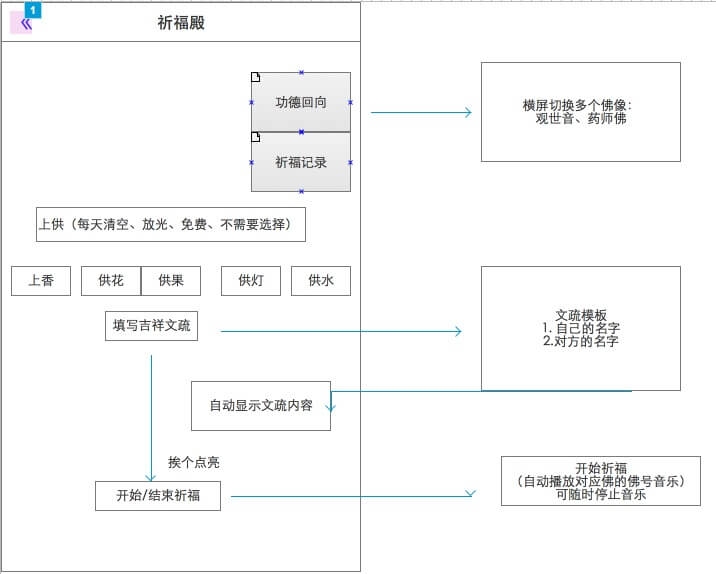 1
祈福殿
功德回向
祈福记录
横屏切换多个佛像：
观世音、药师佛
上供（每天清空、放光、免费、不需要选择）
上香
供花
供果
供灯
供水
填写吉祥文疏
文疏模板
1. 自己的名字
2.对方的名字
自动显示文疏内容
挨个点亮
开始/结束祈福
开始祈福
（自动播放对应佛的佛号音乐）
可随时停止音乐